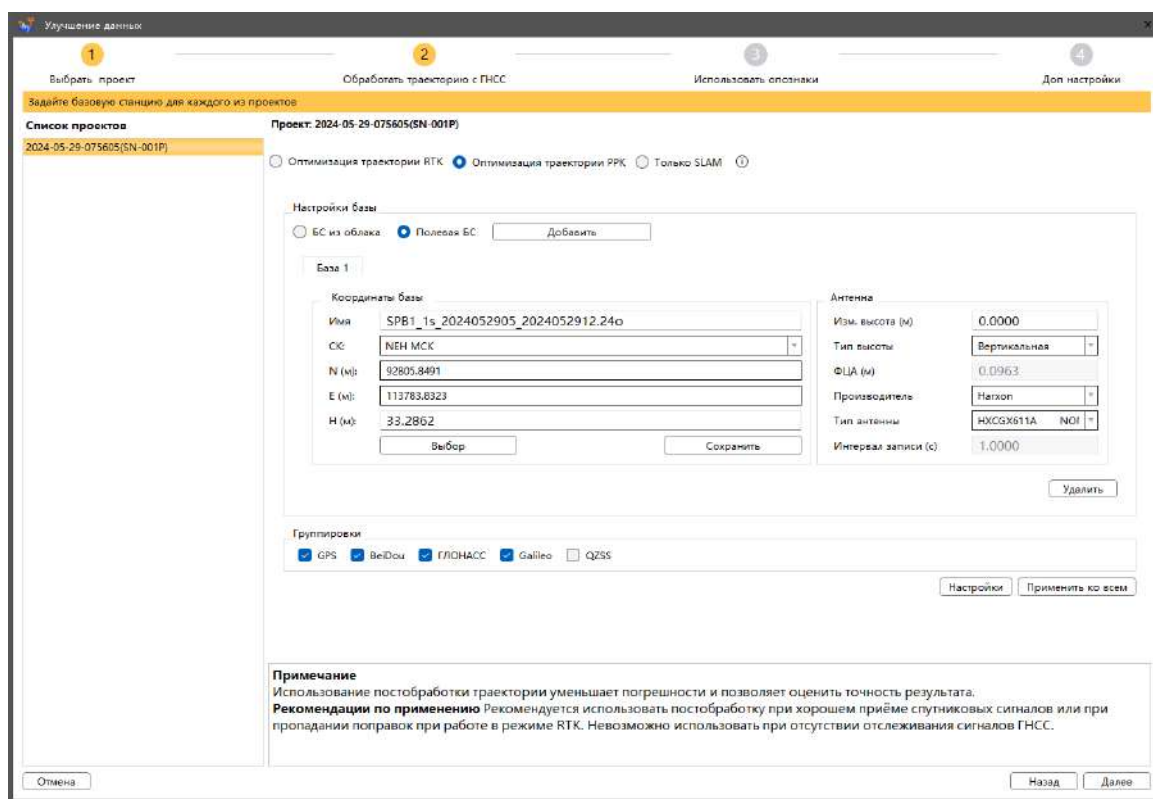 Улучшение данных
1
2
3
4
Выбрать проект
Обработать траекторию с ГНСС
Использовать опознаки
Доп настройки
Задайте базовую станцию для каждого из проектов
Список проектов
2024-05-29-075605(SN-001P)
Проект: 2024-05-29-075605(SN-001P)
Оптимизация траектории RTK Оптимизация траектории PPK Только SLAM
Настройки базы
БС из облака Полевая БС Добавить
База 1
Координаты базы
Имя SPB1_1s_2024052905_2024052912.24o
СК: NEH МСК
N (м): 92805.8491
E (м): 113783.8323
H (м): 33.2862
Выбор Сохранить
Антенна
Изм. высота (м) 0.0000
Тип высоты Вертикальная
ФЦА (м) 0.0963
Производитель Harxon
Тип антенны HXCGX611A NOI
Интервал записи (с) 1.0000
Удалить
Группировки
GPS BeiDou ГЛОНАСС Galileo QZSS
Настройки Применить ко всем
Примечание
Использование постобработки траектории уменьшает погрешности и позволяет оценить точность результата.
Рекомендации по применению Рекомендуется использовать постобработку при хорошем приёме спутниковых сигналов или при
пропадании поправок при работе в режиме RTK. Невозможно использовать при отсутствии отслеживания сигналов ГНСС.
Отмена Назад Далее